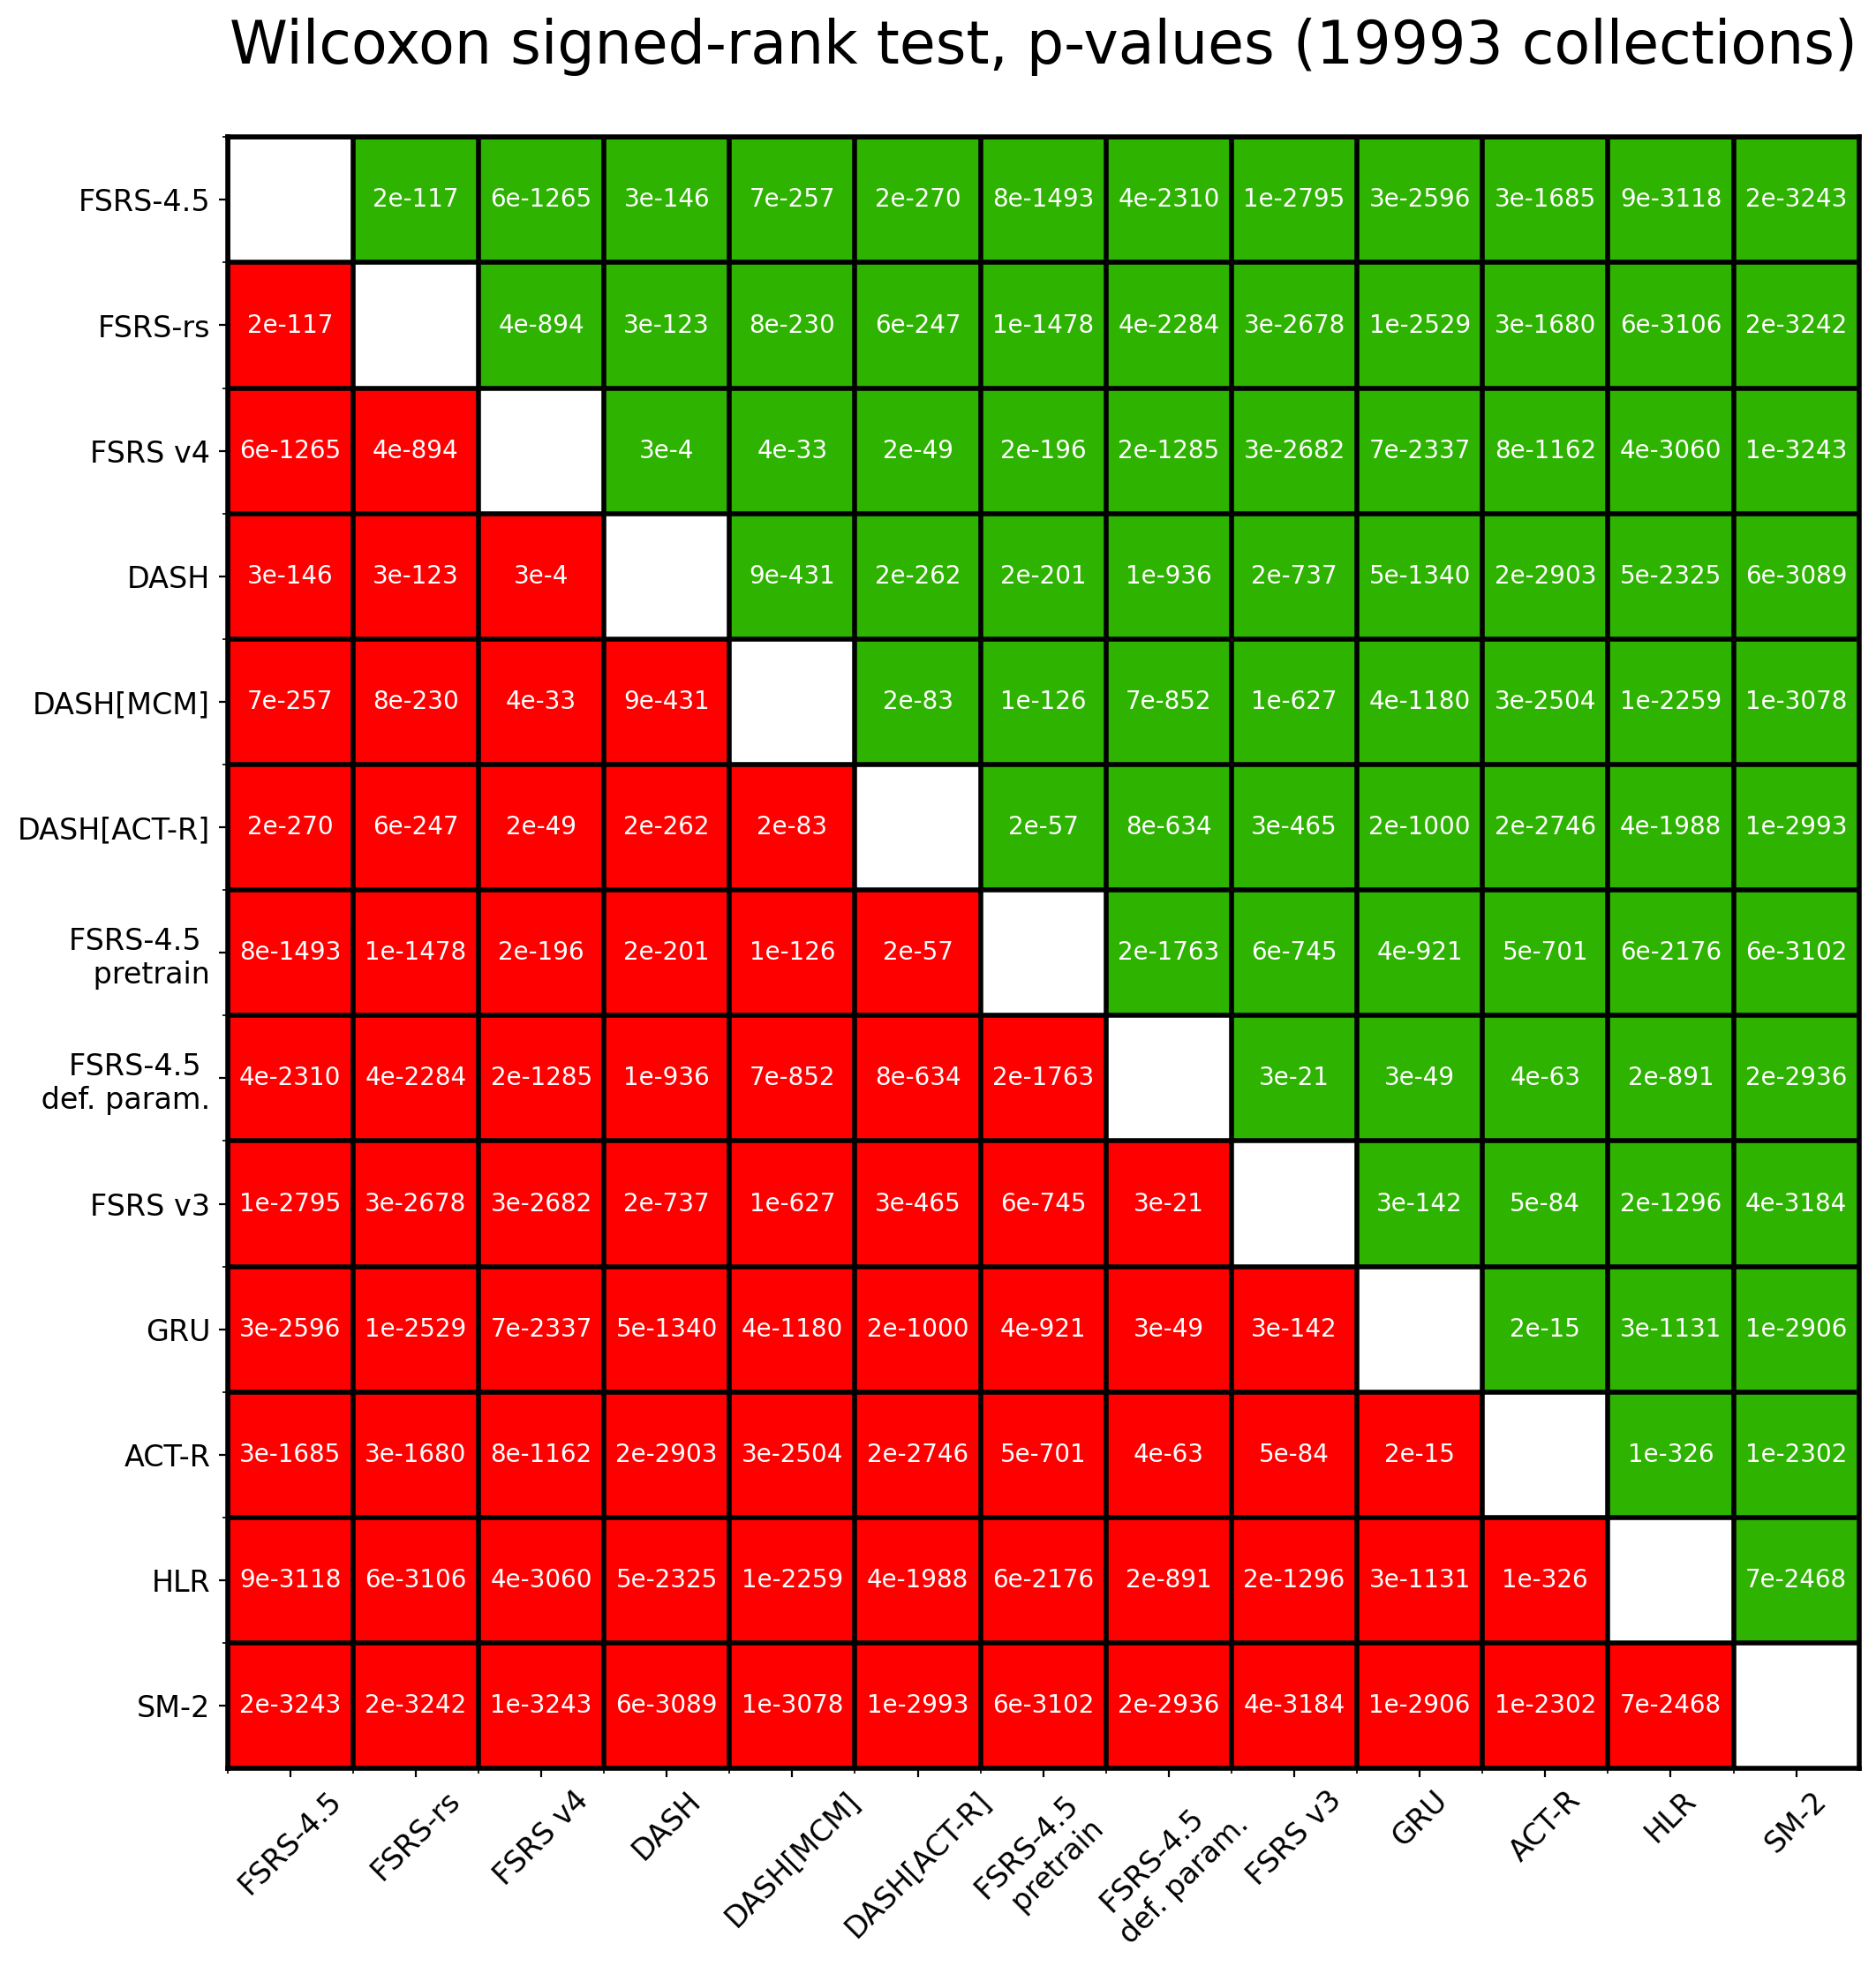 Wilcoxon signed-rank test, p-values (19993 collections)
FSRS-4.5 2e-117 6e-1265 3e-146 7e-257 2e-270 8e-1493 4e-2310 1e-2795 3e-2596 3e-1685 9e-3118 2e-3243
FSRS-rs 2e-117 4e-894 3e-123 8e-230 6e-247 1e-1478 4e-2284 3e-2678 1e-2529 3e-1680 6e-3106 2e-3242
FSRS v4 6e-1265 4e-894 3e-4 4e-33 2e-49 2e-196 2e-1285 3e-2682 7e-2337 8e-1162 4e-3060 1e-3243
DASH 3e-146 3e-123 3e-4 9e-431 2e-262 2e-201 1e-936 2e-737 5e-1340 2e-2903 5e-2325 6e-3089
DASH[MCM] 7e-257 8e-230 4e-33 9e-431 2e-83 1e-126 7e-852 1e-627 4e-1180 3e-2504 1e-2259 1e-3078
DASH[ACT-R] 2e-270 6e-247 2e-49 2e-262 2e-83 2e-57 8e-634 3e-465 2e-1000 2e-2746 4e-1988 1e-2993
FSRS-4.5
pretrain
8e-1493 1e-1478 2e-196 2e-201 1e-126 2e-57 2e-1763 6e-745 4e-921 5e-701 6e-2176 6e-3102
FSRS-4.5
def. param.
4e-2310 4e-2284 2e-1285 1e-936 7e-852 8e-634 2e-1763 3e-21 3e-49 4e-63 2e-891 2e-2936
FSRS v3 1e-2795 3e-2678 3e-2682 2e-737 1e-627 3e-465 6e-745 3e-21 3e-142 5e-84 2e-1296 4e-3184
GRU 3e-2596 1e-2529 7e-2337 5e-1340 4e-1180 2e-1000 4e-921 3e-49 3e-142 2e-15 3e-1131 1e-2906
ACT-R 3e-1685 3e-1680 8e-1162 2e-2903 3e-2504 2e-2746 5e-701 4e-63 5e-84 2e-15 1e-326 1e-2302
HLR 9e-3118 6e-3106 4e-3060 5e-2325 1e-2259 4e-1988 6e-2176 2e-891 2e-1296 3e-1131 1e-326 7e-2468
SM-2 2e-3243 2e-3242 1e-3243 6e-3089 1e-3078 1e-2993 6e-3102 2e-2936 4e-3184 1e-2906 1e-2302 7e-2468
FSRS-4.5
FSRS-rs
FSRS v4
DASH
DASH[MCM]
DASH[ACT-R]
FSRS-4.5
pretrain
FSRS-4.5
def. param.
FSRS v3
GRU
ACT-R
HLR
SM-2